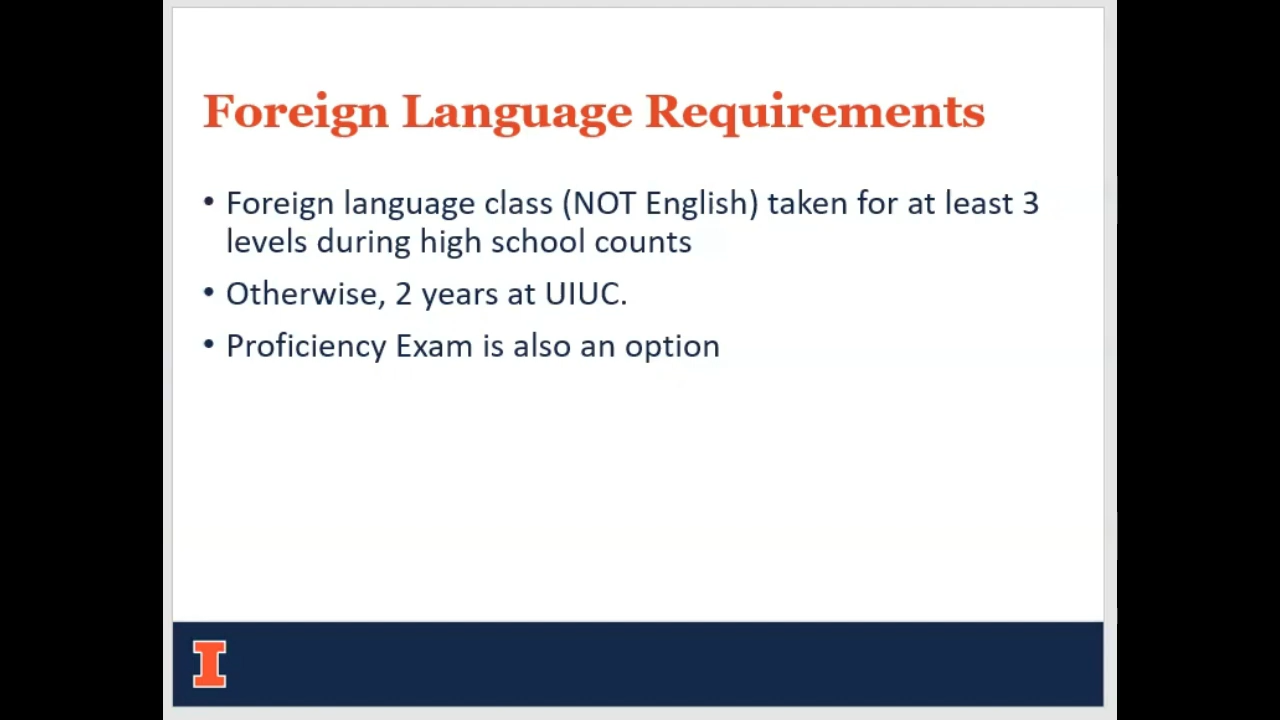 Foreign Language Requirements
• Foreign language class (NOT English) taken for at least 3
levels during high school counts
• Otherwise, 2 years at UIUC.
• Proficiency Exam is also an option
I